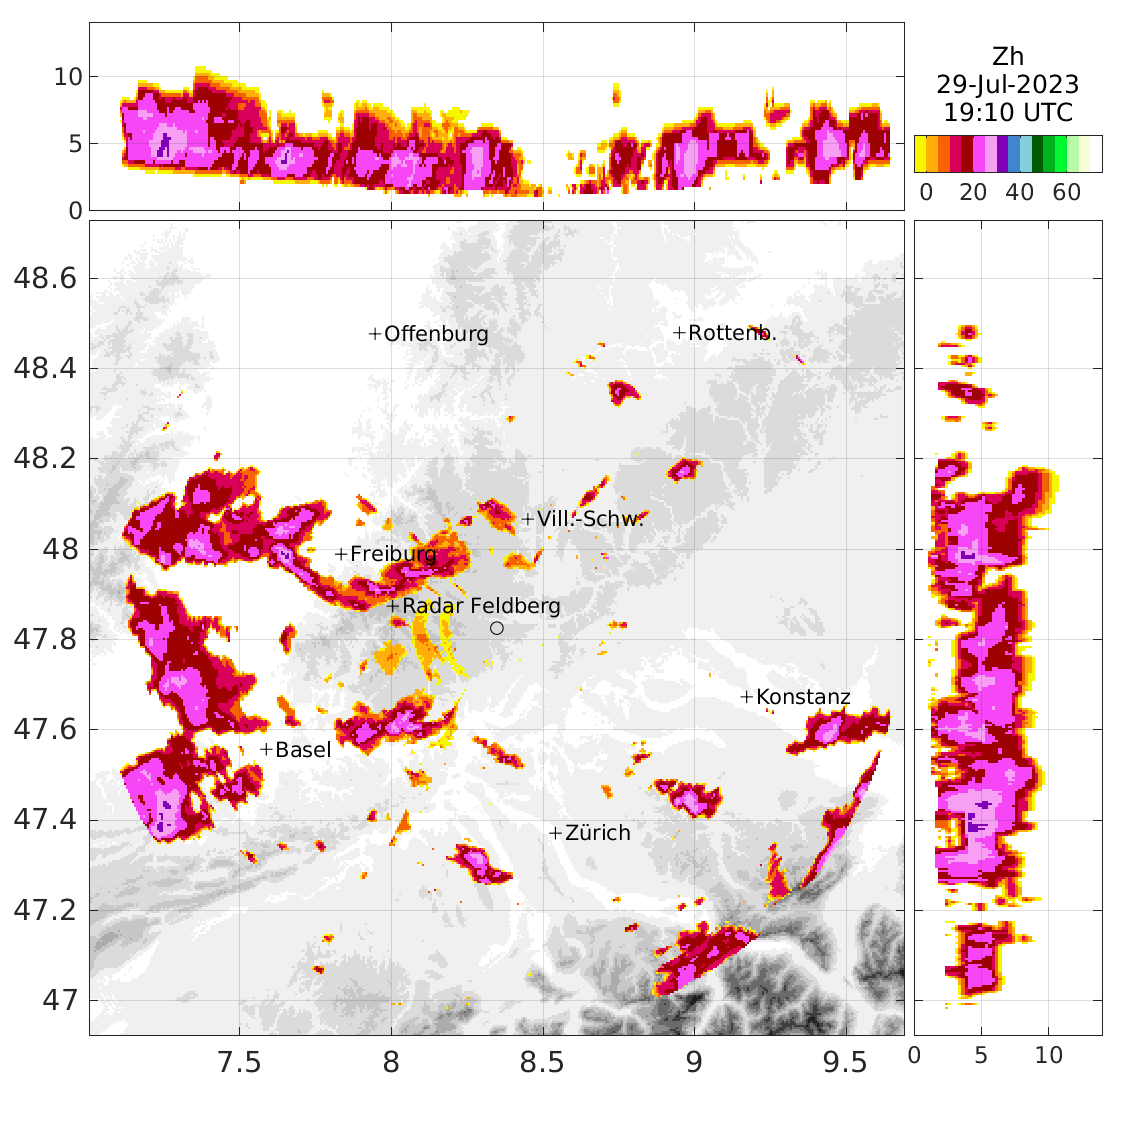 10
5
0
Zh
29-Jul-2023
19:10 UTC
0 20 40 60
48.6
48.4
48.2
48
47.8
47.6
47.4
47.2
47
+Offenburg
+Rottenb.
+Vill.-Schw.
+Freiburg
+Radar Feldberg
+Konstanz
+Basel
+Zürich
7.5 8 8.5 9 9.5
0 5 10